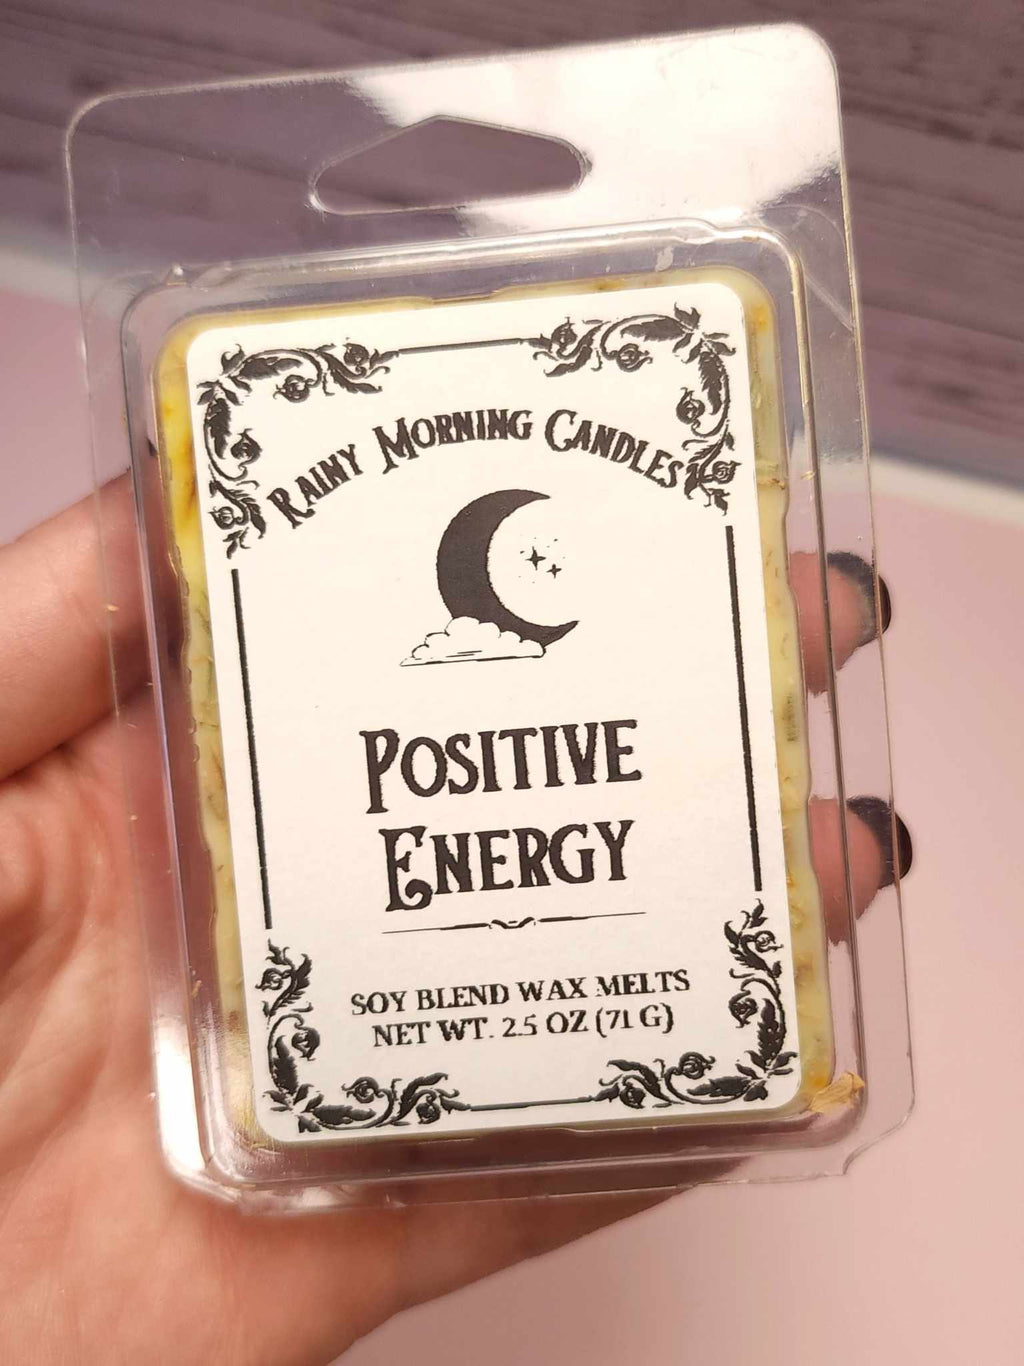 RAINY MORNING CANDLES
POSITIVE
ENERGY
SOY BLEND WAX MELTS
NET WT. 2.5 OZ (71 G)